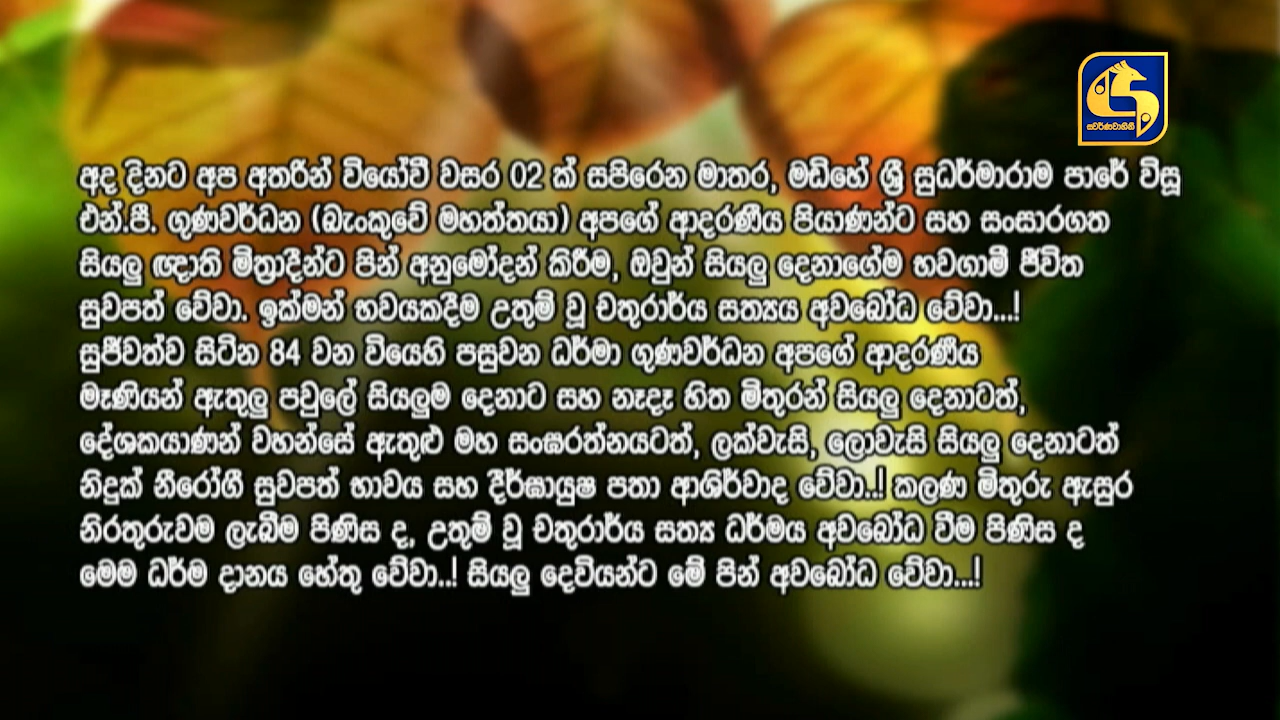 ස්වර්ණවාහිනී
අද දිනට අප අතරින් වියෝවී වසර 02 ක් සපිරෙන මාතර, මඩිහේ ශ්‍රී සුධර්මාරාම පාරේ විසූ
එන්.පී. ගුණවර්ධන (බැංකුවේ මහත්තයා) අපගේ ආදරණීය පියාණන්ට සහ සංසාරගත
සියලු ඥාති මිත්‍රාදීන්ට පින් අනුමෝදන් කිරීම, ඔවුන් සියලු දෙනාගේම භවගාමී ජීවිත
සුවපත් වේවා. ඉක්මන් භවයකදීම උතුම් වූ චතුරාර්ය සත්‍යය අවබෝධ වේවා...!
සුජීවත්ව සිටින 84 වන වියෙහි පසුවන ධර්මා ගුණවර්ධන අපගේ ආදරණීය
මෑණියන් ඇතුලු පවුලේ සියලුම දෙනාට සහ නෑදෑ හිත මිතුරන් සියලු දෙනාටත්,
දේශකයාණන් වහන්සේ ඇතුළු මහ සංඝරත්නයටත්, ලක්වැසි, ලොවැසි සියලු දෙනාටත්
නිදුක් නීරෝගී සුවපත් භාවය සහ දීර්ඝායුෂ පතා ආශිර්වාද වේවා..! කලණ මිතුරු ඇසුර
නිරතුරුවම ලැබීම පිණිස ද, උතුම් වූ චතුරාර්ය සත්‍ය ධර්මය අවබෝධ වීම පිණිස ද
මෙම ධර්ම දානය හේතු වේවා..! සියලු දෙවියන්ට මේ පින් අවබෝධ වේවා...!